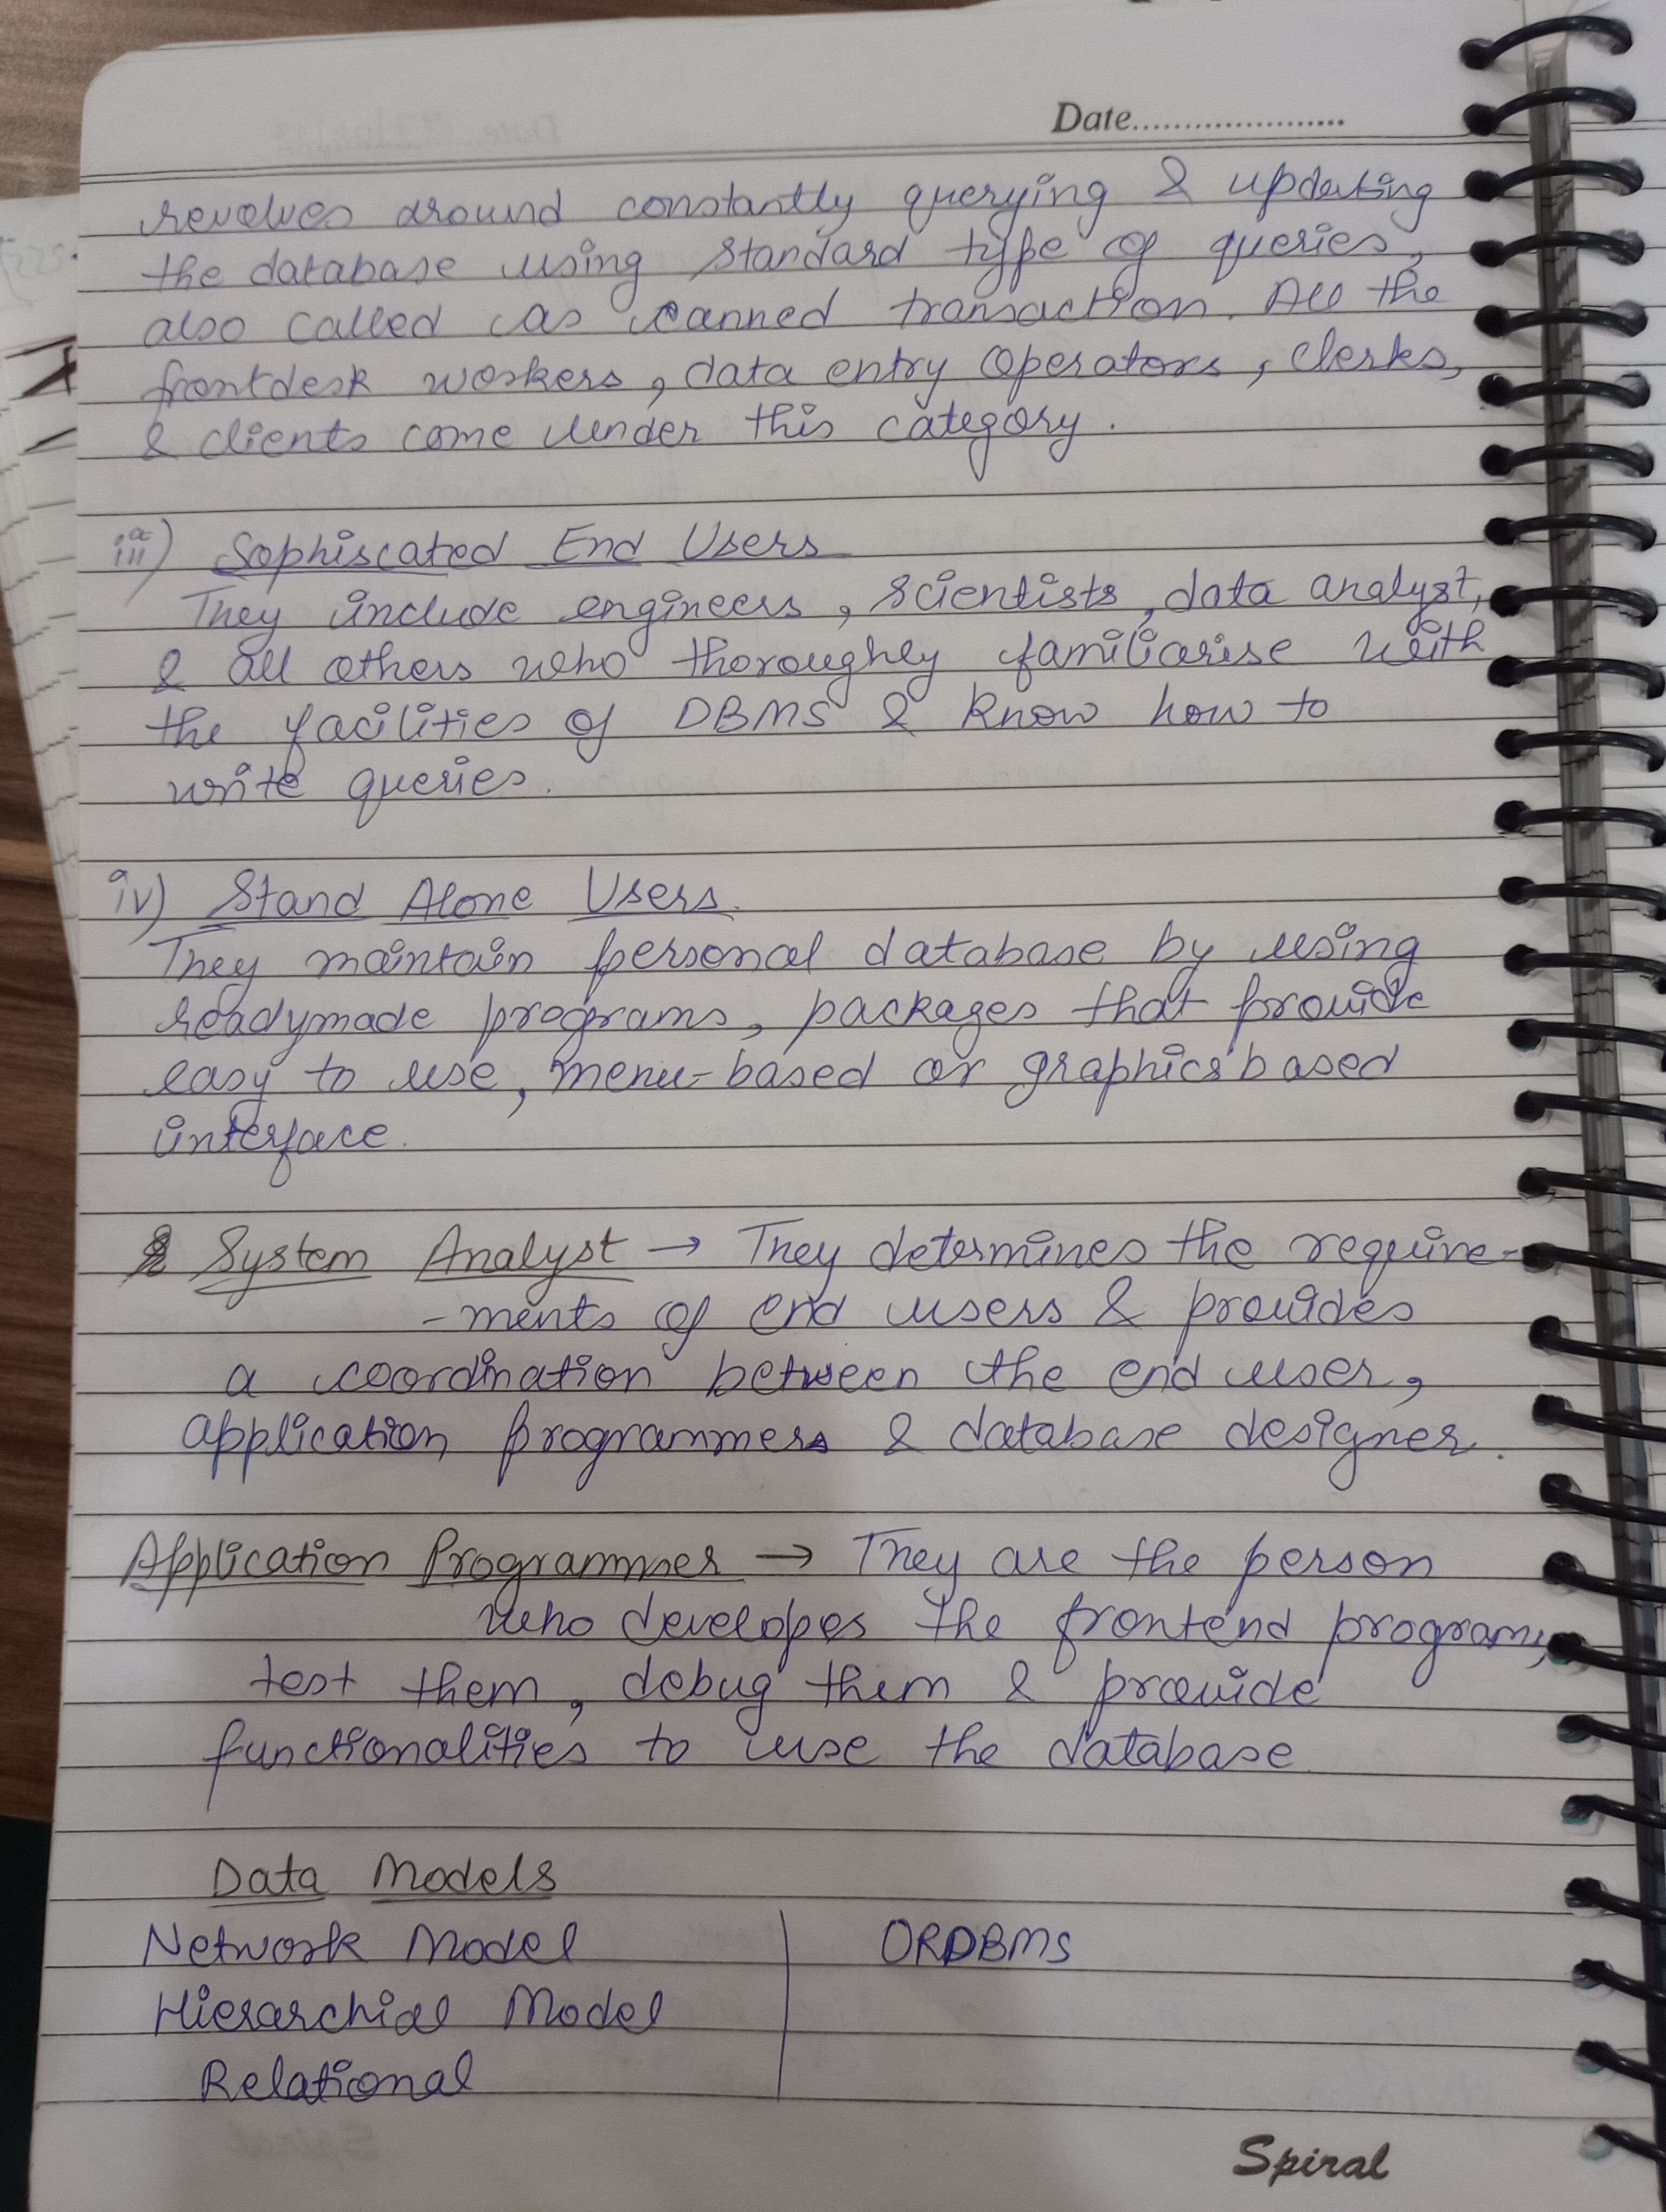 Date.....................
revolves around constantly querying & updating
the database using standard type of queries,
also called as canned transaction. All the
frontdesk workers, data entry operators, clerks,
& clients come under this category.
iii) Sophiscated End Users
They include engineers, scientists, data analyst,
& all others who thoroughly familiarise with
the facilities of DBMS & know how to
write queries.
iv) Stand Alone Users.
They maintain personal database by using
readymade programs, packages that provide
easy to use, menu-based or graphics based
interface.
System Analyst → They determines the require-
-ments of end users & provides
a coordination between the end user,
application programmers & database designer.
Application Programmer → They are the person
who developes the frontend program,
test them, debug them & provide
functionalities to use the database
Data Models
Network Model | ORDBMS
Hierarchial Model
Relational
Spiral